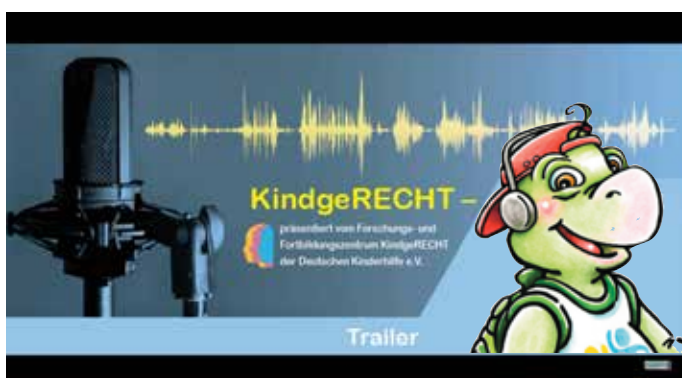 KindgeRECHT –
präsentiert vom Forschungs- und
Fortbildungszentrum KindgeRECHT
der Deutschen Kinderhilfe e.V.
Trailer